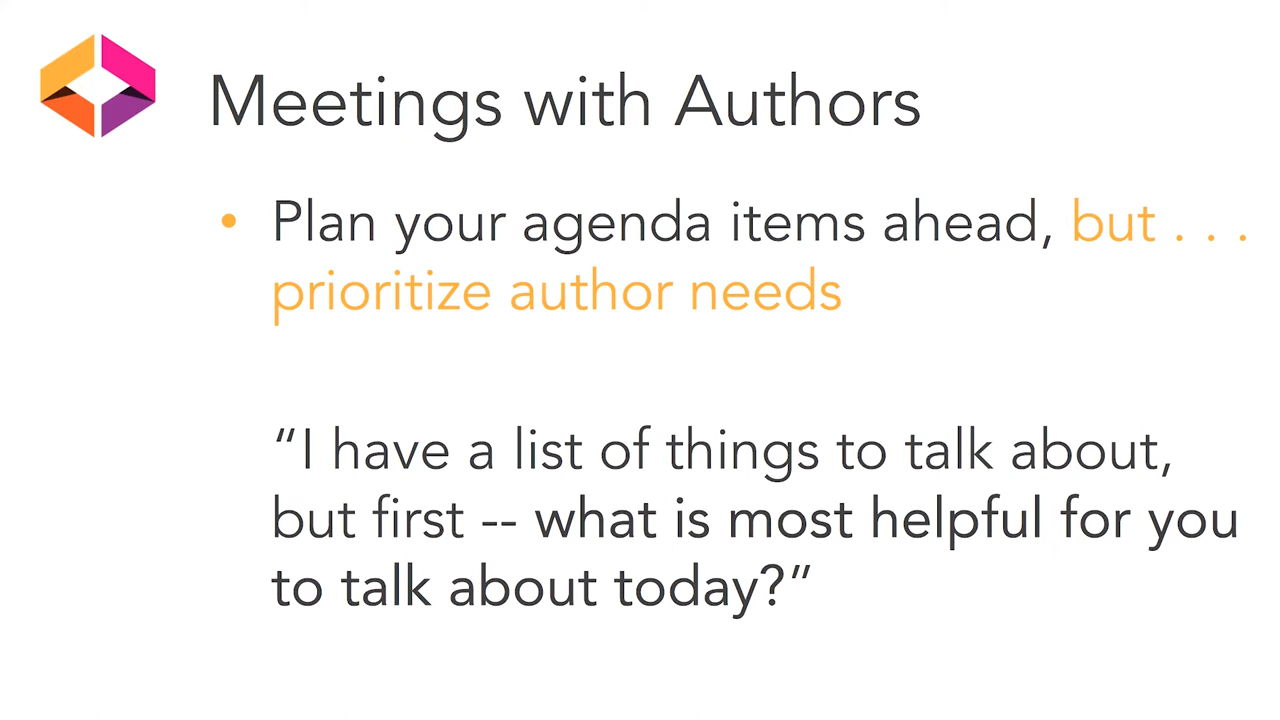 Meetings with Authors
• Plan your agenda items ahead, but . . .
prioritize author needs
“I have a list of things to talk about,
but first -- what is most helpful for you
to talk about today?”